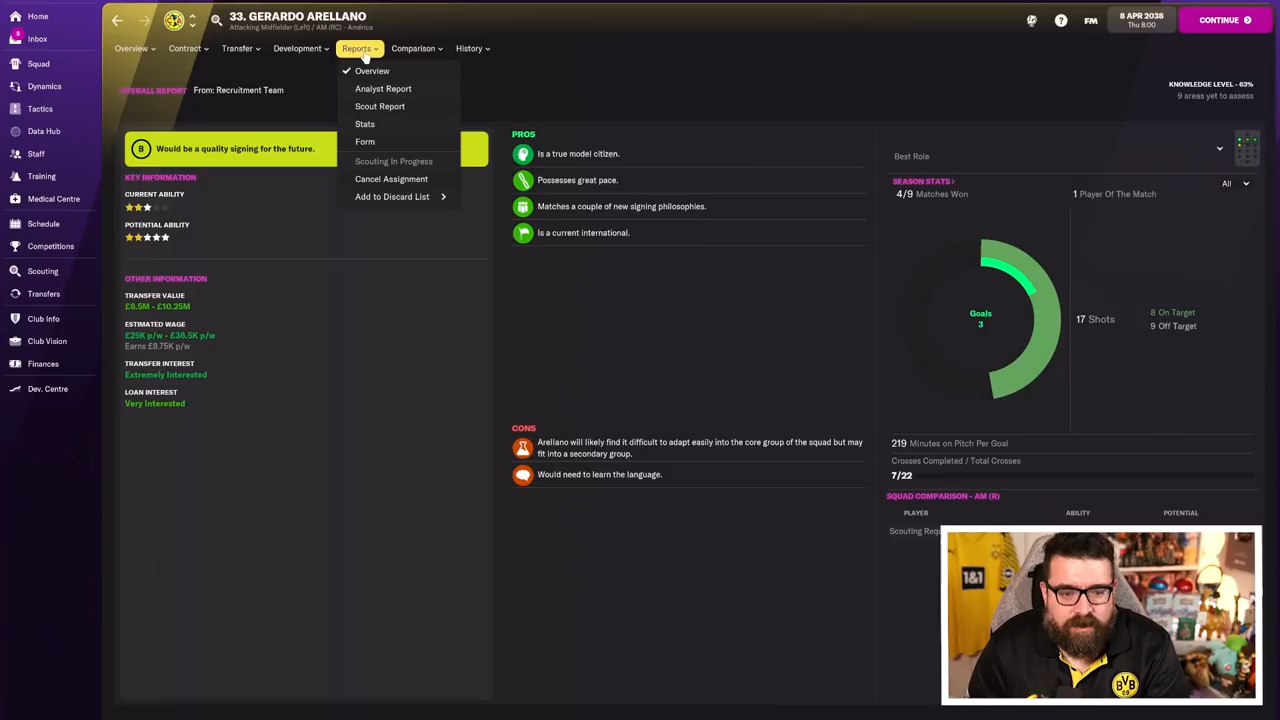 Home
5
Inbox
Squad
Dynamics
Tactics
Data Hub
Staff
Training
Medical Centre
Schedule
Competitions
Scouting
Transfers
Club Info
Club Vision
Finances
Dev. Centre
33. GERARDO ARELLANO
Attacking Midfielder (Left) / AM (RC) - América
FM
8 APR 2038
Thu 8:00
CONTINUE
Overview
Contract
Transfer
Development
Reports
Comparison
History
Overview
Analyst Report
Scout Report
Stats
Form
Scouting In Progress
Cancel Assignment
Add to Discard List
OVERALL REPORT From: Recruitment Team
KNOWLEDGE LEVEL - 63%
9 areas yet to assess
B Would be a quality signing for the future.
KEY INFORMATION
CURRENT ABILITY
POTENTIAL ABILITY
OTHER INFORMATION
TRANSFER VALUE
£8.5M - £10.25M
ESTIMATED WAGE
£25K p/w - £36.5K p/w
Earns £8.75K p/w
TRANSFER INTEREST
Extremely Interested
LOAN INTEREST
Very Interested
PROS
Is a true model citizen.
Possesses great pace.
Matches a couple of new signing philosophies.
Is a current international.
CONS
Arellano will likely find it difficult to adapt easily into the core group of the squad but may
fit into a secondary group.
Would need to learn the language.
Best Role
SEASON STATS
All
4/9 Matches Won
1 Player Of The Match
Goals
3
17 Shots
8 On Target
9 Off Target
219 Minutes on Pitch Per Goal
Crosses Completed / Total Crosses
7/22
SQUAD COMPARISON - AM (R)
PLAYER ABILITY POTENTIAL
Scouting
1&1
BVB
09